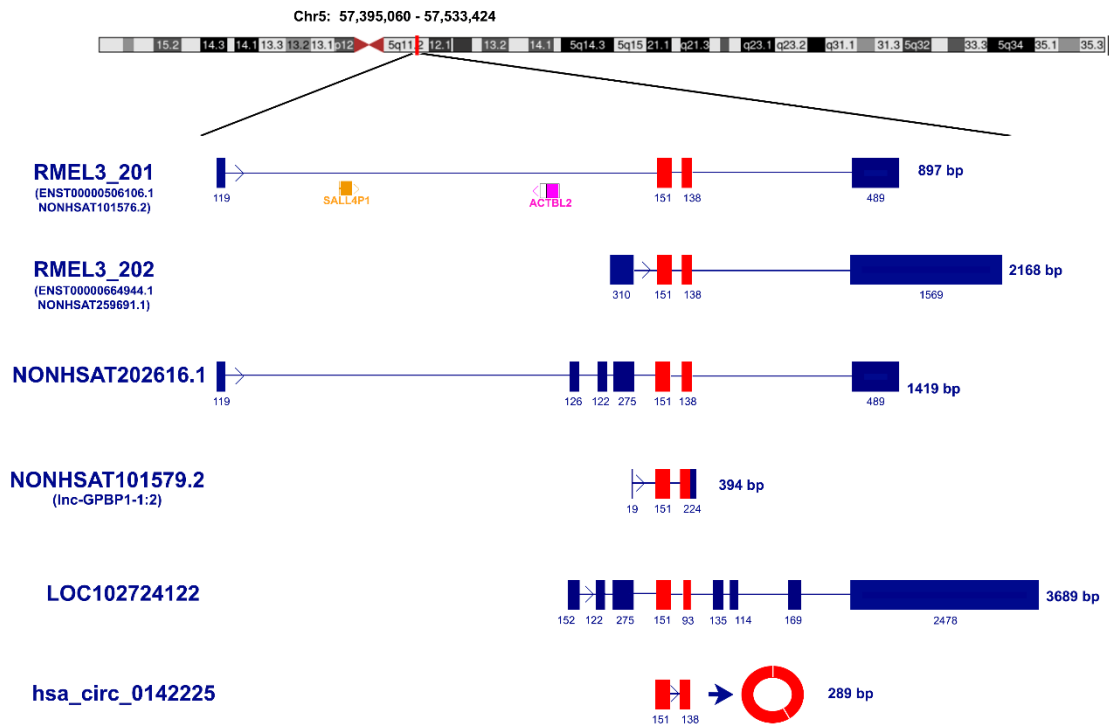 Chr5: 57,395,060 - 57,533,424
15.2 14.3 14.1 13.3 13.2 13.1 p12 5q11.2 12.1 13.2 14.1 5q14.3 5q15 21.1 q21.3 q23.1 q23.2 q31.1 31.3 5q32 33.3 5q34 35.1 35.3
RMEL3_201 897 bp
(ENST00000506106.1
NONHSAT101576.2)
119 SALL4P1 ACTBL2 151 138 489
RMEL3_202 2168 bp
(ENST00000664944.1
NONHSAT259691.1)
310 151 138 1569
NONHSAT202616.1 1419 bp
119 126 122 275 151 138 489
NONHSAT101579.2 394 bp
(lnc-GPBP1-1:2)
19 151 224
LOC102724122 3689 bp
152 122 275 151 93 135 114 169 2478
hsa_circ_0142225 289 bp
151 138